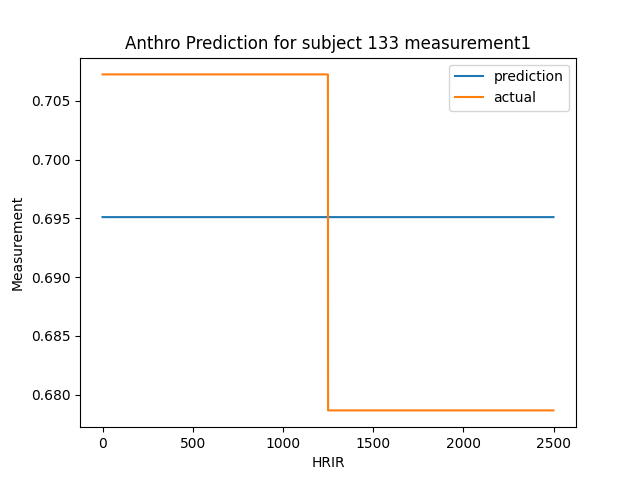 Anthro Prediction for subject 133 measurement1
prediction
actual
0.705
0.700
0.695
0.690
0.685
0.680
Measurement
0
500
1000
1500
2000
2500
HRIR